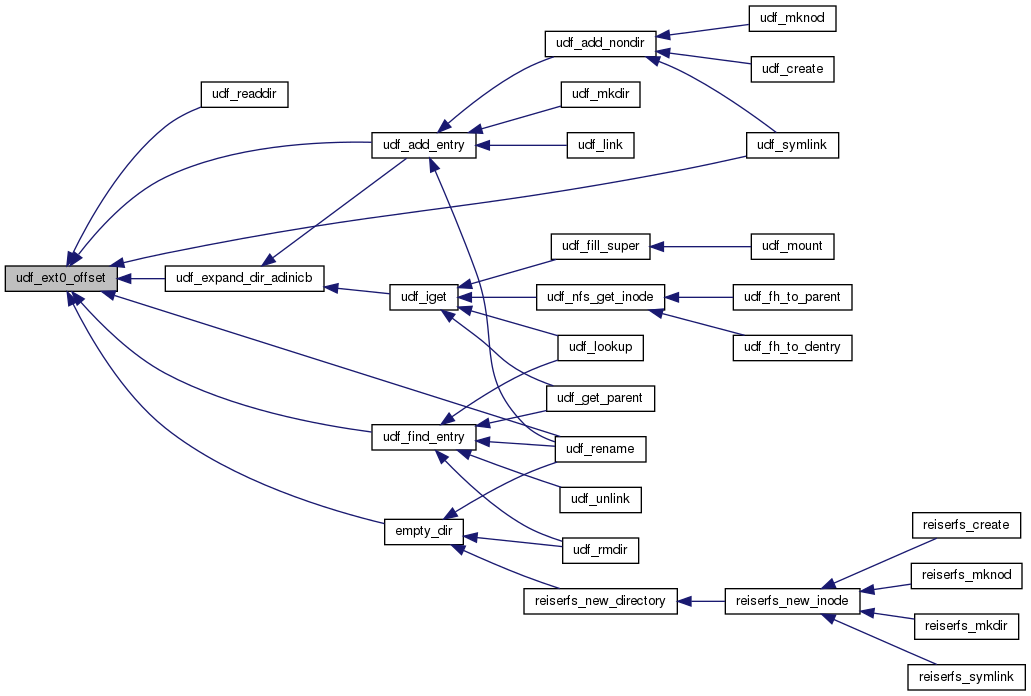 udf_mknod
udf_add_nondir
udf_create
udf_readdir
udf_mkdir
udf_add_entry
udf_link
udf_symlink
udf_fill_super
udf_mount
udf_ext0_offset
udf_expand_dir_adinicb
udf_iget
udf_nfs_get_inode
udf_fh_to_parent
udf_lookup
udf_fh_to_dentry
udf_get_parent
udf_find_entry
udf_rename
udf_unlink
empty_dir
reiserfs_create
udf_rmdir
reiserfs_mknod
reiserfs_new_directory
reiserfs_new_inode
reiserfs_mkdir
reiserfs_symlink